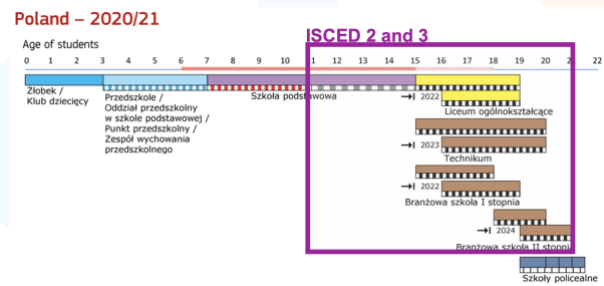 Poland – 2020/21
ISCED 2 and 3
Age of students
0 1 2 3 4 5 6 7 8 9 10 11 12 13 14 15 16 17 18 19 20 21 22
Żłobek /
Klub dziecięcy
Przedszkole /
Oddział przedszkolny
w szkole podstawowej /
Punkt przedszkolny /
Zespół wychowania
przedszkolnego
Szkoła podstawowa
2022
Liceum ogólnokształcące
2023
Technikum
2022
Branżowa szkoła I stopnia
2024
Branżowa szkoła II stopnia
Szkoły policealne